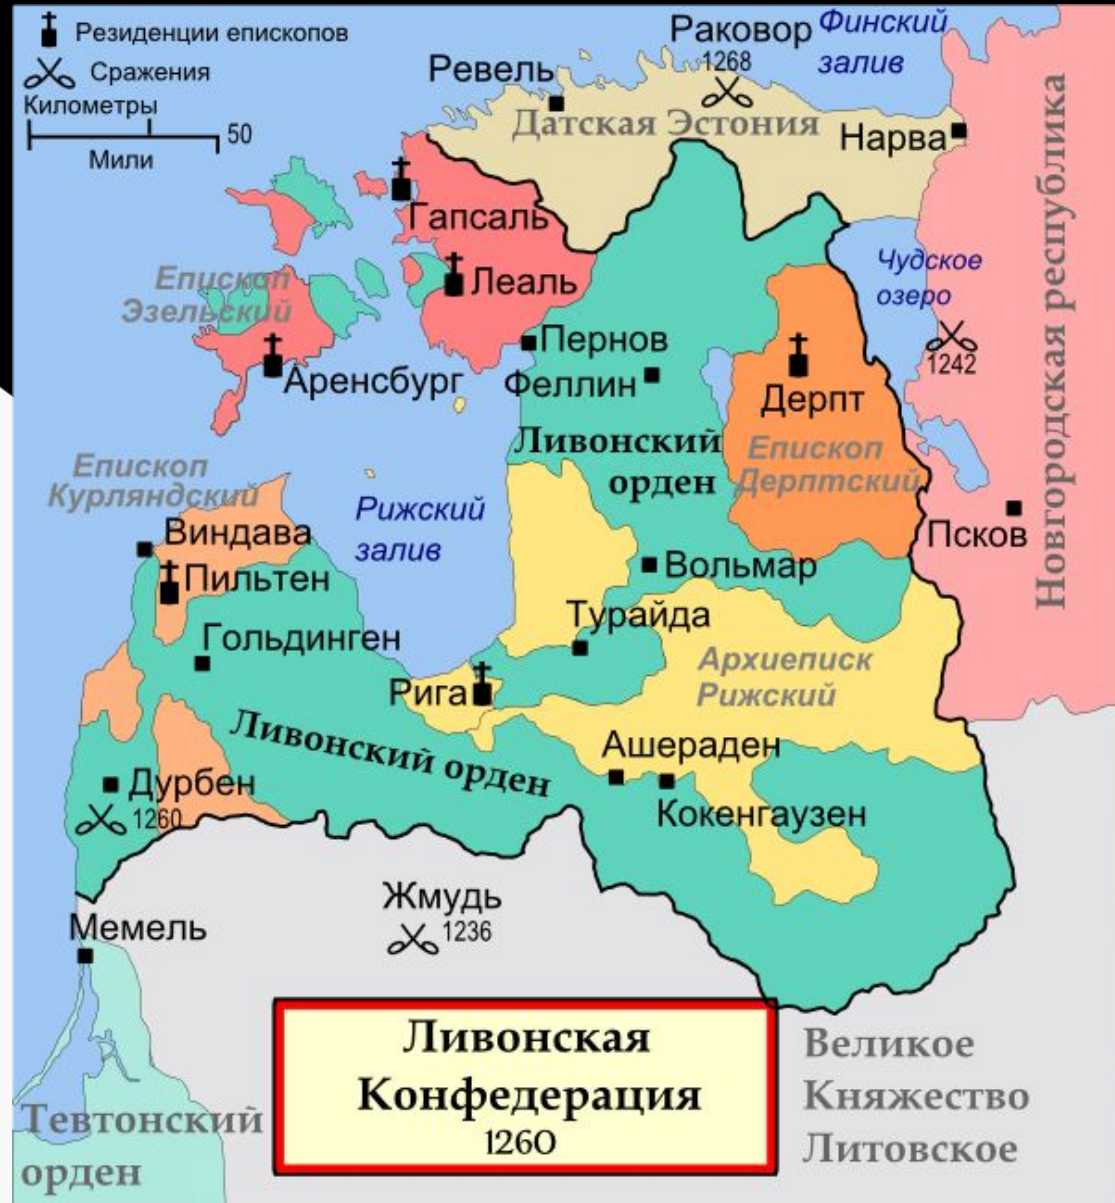 Резиденции епископов
Сражения
Километры
50
Мили
Финский
залив
Раковор
1268
Ревель
Датская Эстония
Нарва
Новгородская республика
Гапсаль
Леаль
Епископ
Эзельский
Аренсбург
Чудское
озеро
1242
Пернов
Феллин
Дерпт
Ливонский
орден
Епископ
Дерптский
Псков
Епископ
Курляндский
Виндава
Пильтен
Рижский
залив
Вольмар
Турайда
Гольдинген
Рига
Архиеписк
Рижский
Ливонский орден
Ашераден
Кокенгаузен
Дурбен
1260
Жмудь
1236
Мемель
Ливонская
Конфедерация
1260
Великое
Княжество
Литовское
Тевтонский
орден